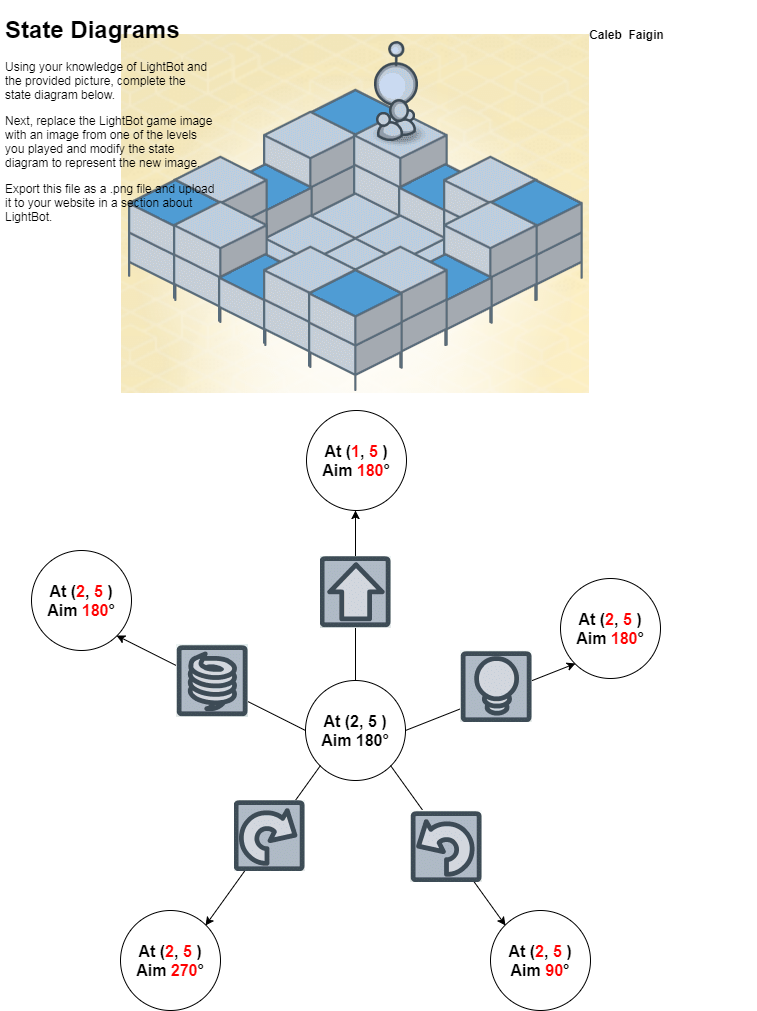 State Diagrams
Caleb Faigin
Using your knowledge of LightBot and
the provided picture, complete the
state diagram below.
Next, replace the LightBot game image
with an image from one of the levels
you played and modify the state
diagram to represent the new image.
Export this file as a .png file and upload
it to your website in a section about
LightBot.
At (1, 5 )
Aim 180°
At (2, 5 )
Aim 180°
At (2, 5 )
Aim 180°
At (2, 5 )
Aim 180°
At (2, 5 )
Aim 270°
At (2, 5 )
Aim 90°